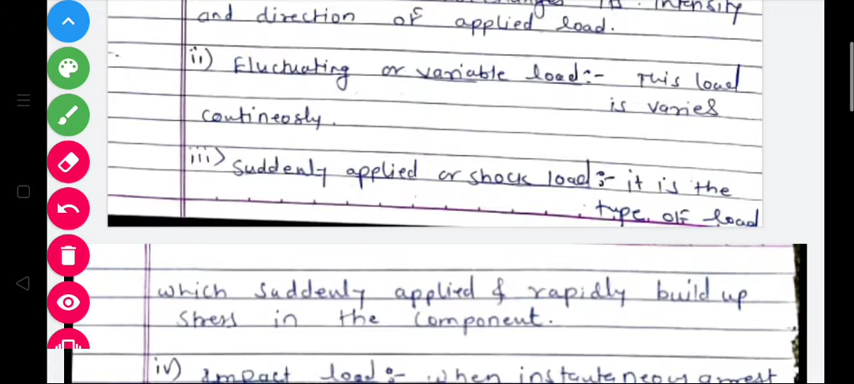 intensity
and direction of applied load.
ii) Fluctuating or variable load:- This load
is varies
contineosly.
iii) Suddenly applied or shock load:- it is the
type of load
which suddenly applied & rapidly build up
stress in the component.
iv) Impact load:- when instantaneous arrest